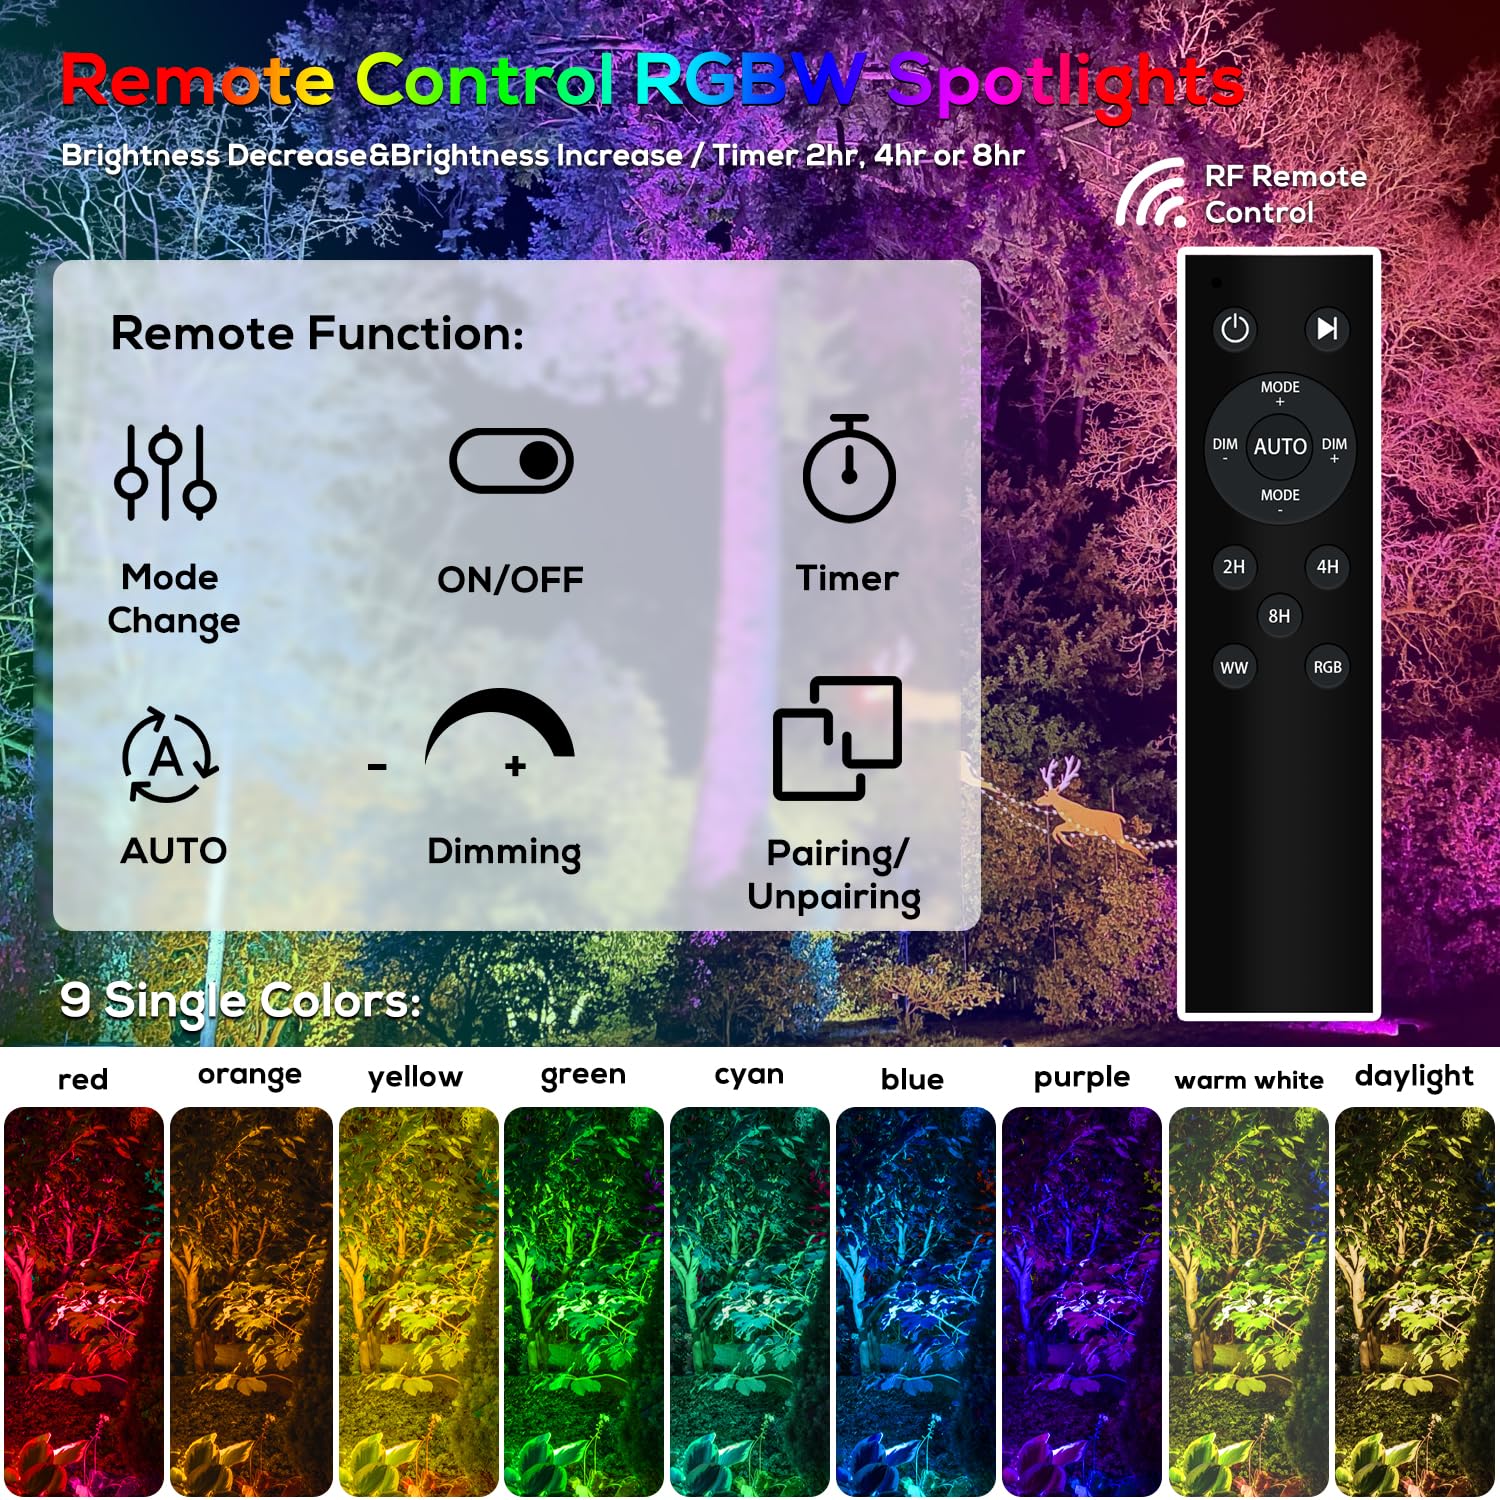 Remote Control RGBW Spotlights
Brightness Decrease&Brightness Increase / Timer 2hr, 4hr or 8hr
RF Remote
Control
Remote Function:
Mode
Change
ON/OFF
Timer
A
AUTO
- +
Dimming
Pairing/
Unpairing
MODE
+
DIM
-
AUTO
DIM
+
MODE
-
2H
4H
8H
WW
RGB
9 Single Colors:
red
orange
yellow
green
cyan
blue
purple
warm white
daylight